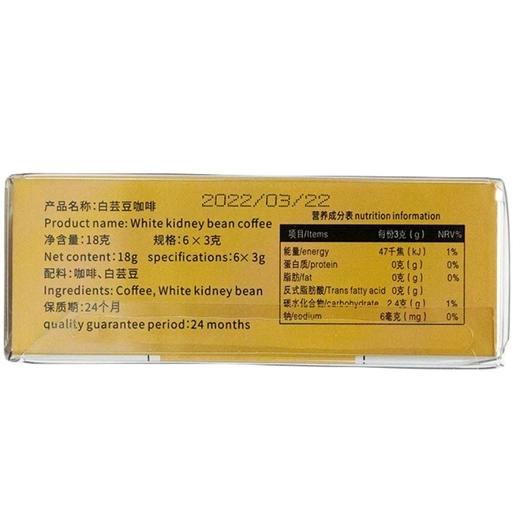 2022/03/22
产品名称:白芸豆咖啡
Product name: White kidney bean coffee
净含量:18克 规格:6×3克
Net content:18g specifications:6×3g
配料:咖啡、白芸豆
Ingredients: Coffee, White kidney bean
保质期:24个月
quality guarantee period:24 months
营养成分表 nutrition information
项目/Items 每份3克(g) NRV%
能量/energy 47千焦(kJ) 1%
蛋白质/protein 0克(g) 0%
脂肪/fat 0克(g) 0%
反式脂肪酸/Trans fatty acid 0克(g)
碳水化合物/carbohydrate 2.4克(g) 1%
钠/sodium 6毫克(mg) 0%